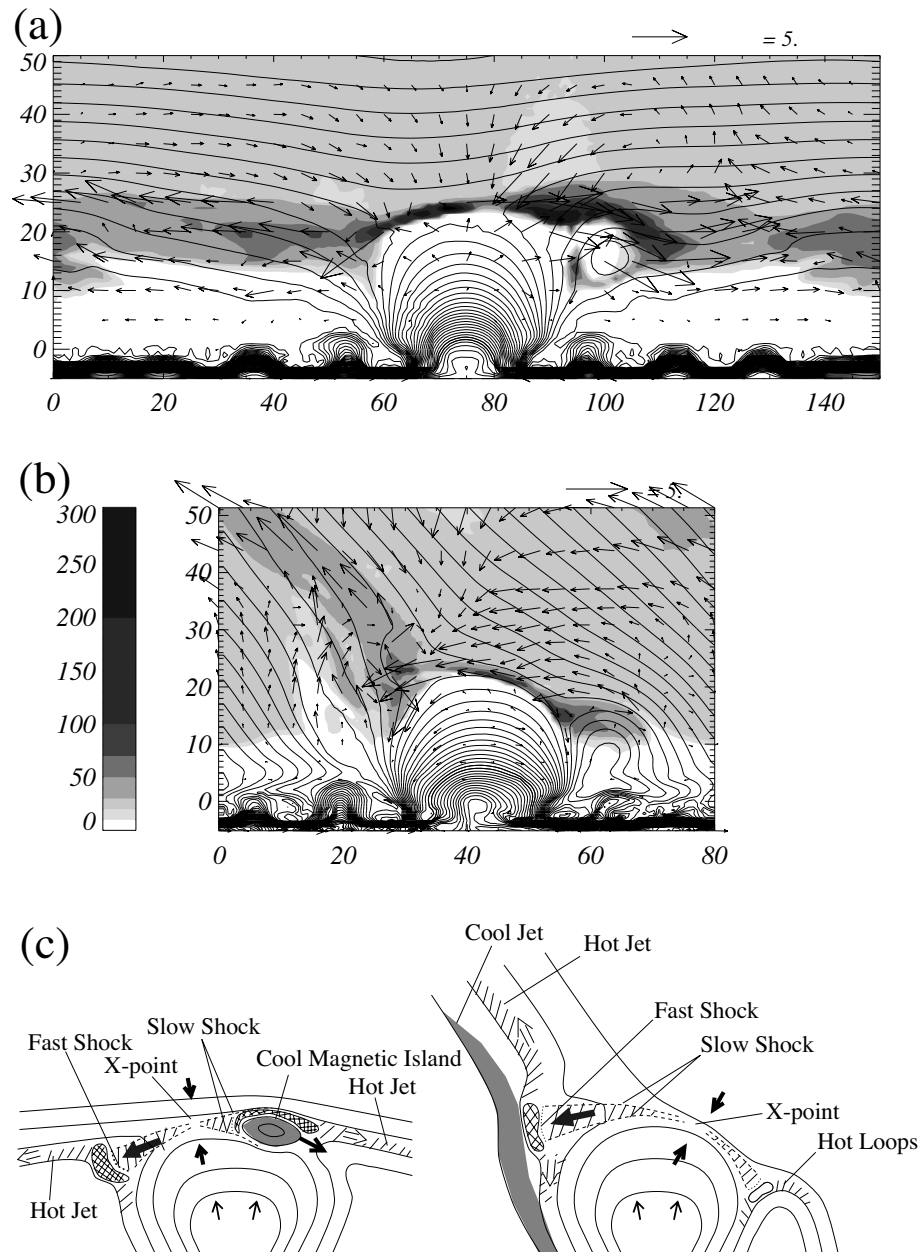 (a)
= 5.
50
40
30
20
10
0
0 20 40 60 80 100 120 140
(b)
300
250
200
150
100
50
0
50
40
30
20
10
0
0 20 40 60 80
(c)
Cool Jet
Hot Jet
Fast Shock
Slow Shock
X-point
Hot Loops
Slow Shock
Fast Shock
X-point
Cool Magnetic Island
Hot Jet
Hot Jet